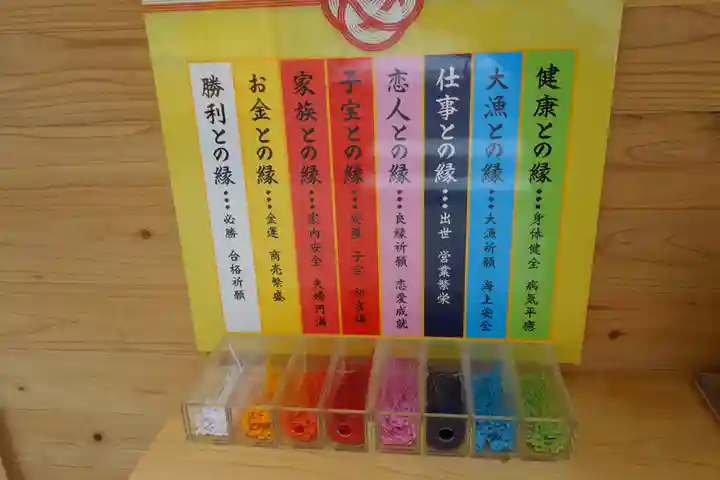 健康との縁・・・身体健全 病気平癒
大漁との縁・・・大漁祈願 海上安全
仕事との縁・・・出世 営業繁栄
恋人との縁・・・良縁祈願 恋愛成就
子宝との縁・・・安産 子宝
家族との縁・・・家内安全 夫婦円満
お金との縁・・・金運 商売繁盛
勝利との縁・・・必勝 合格祈願